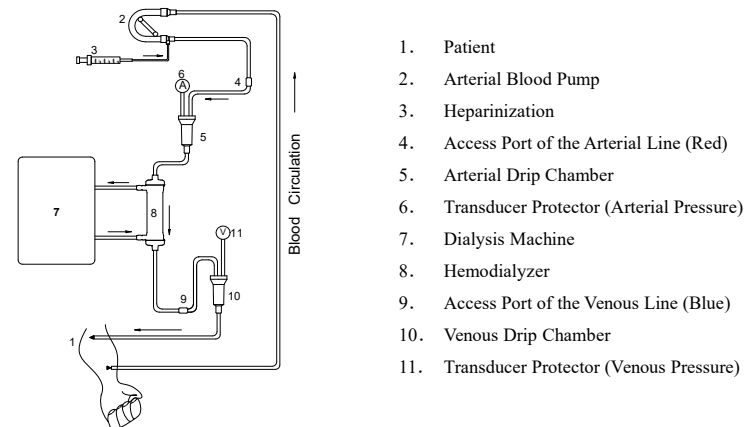 2
3
6
A
4
5
7
8
Blood Circulation
V 11
9
10
1
1. Patient
2. Arterial Blood Pump
3. Heparinization
4. Access Port of the Arterial Line (Red)
5. Arterial Drip Chamber
6. Transducer Protector (Arterial Pressure)
7. Dialysis Machine
8. Hemodialyzer
9. Access Port of the Venous Line (Blue)
10. Venous Drip Chamber
11. Transducer Protector (Venous Pressure)